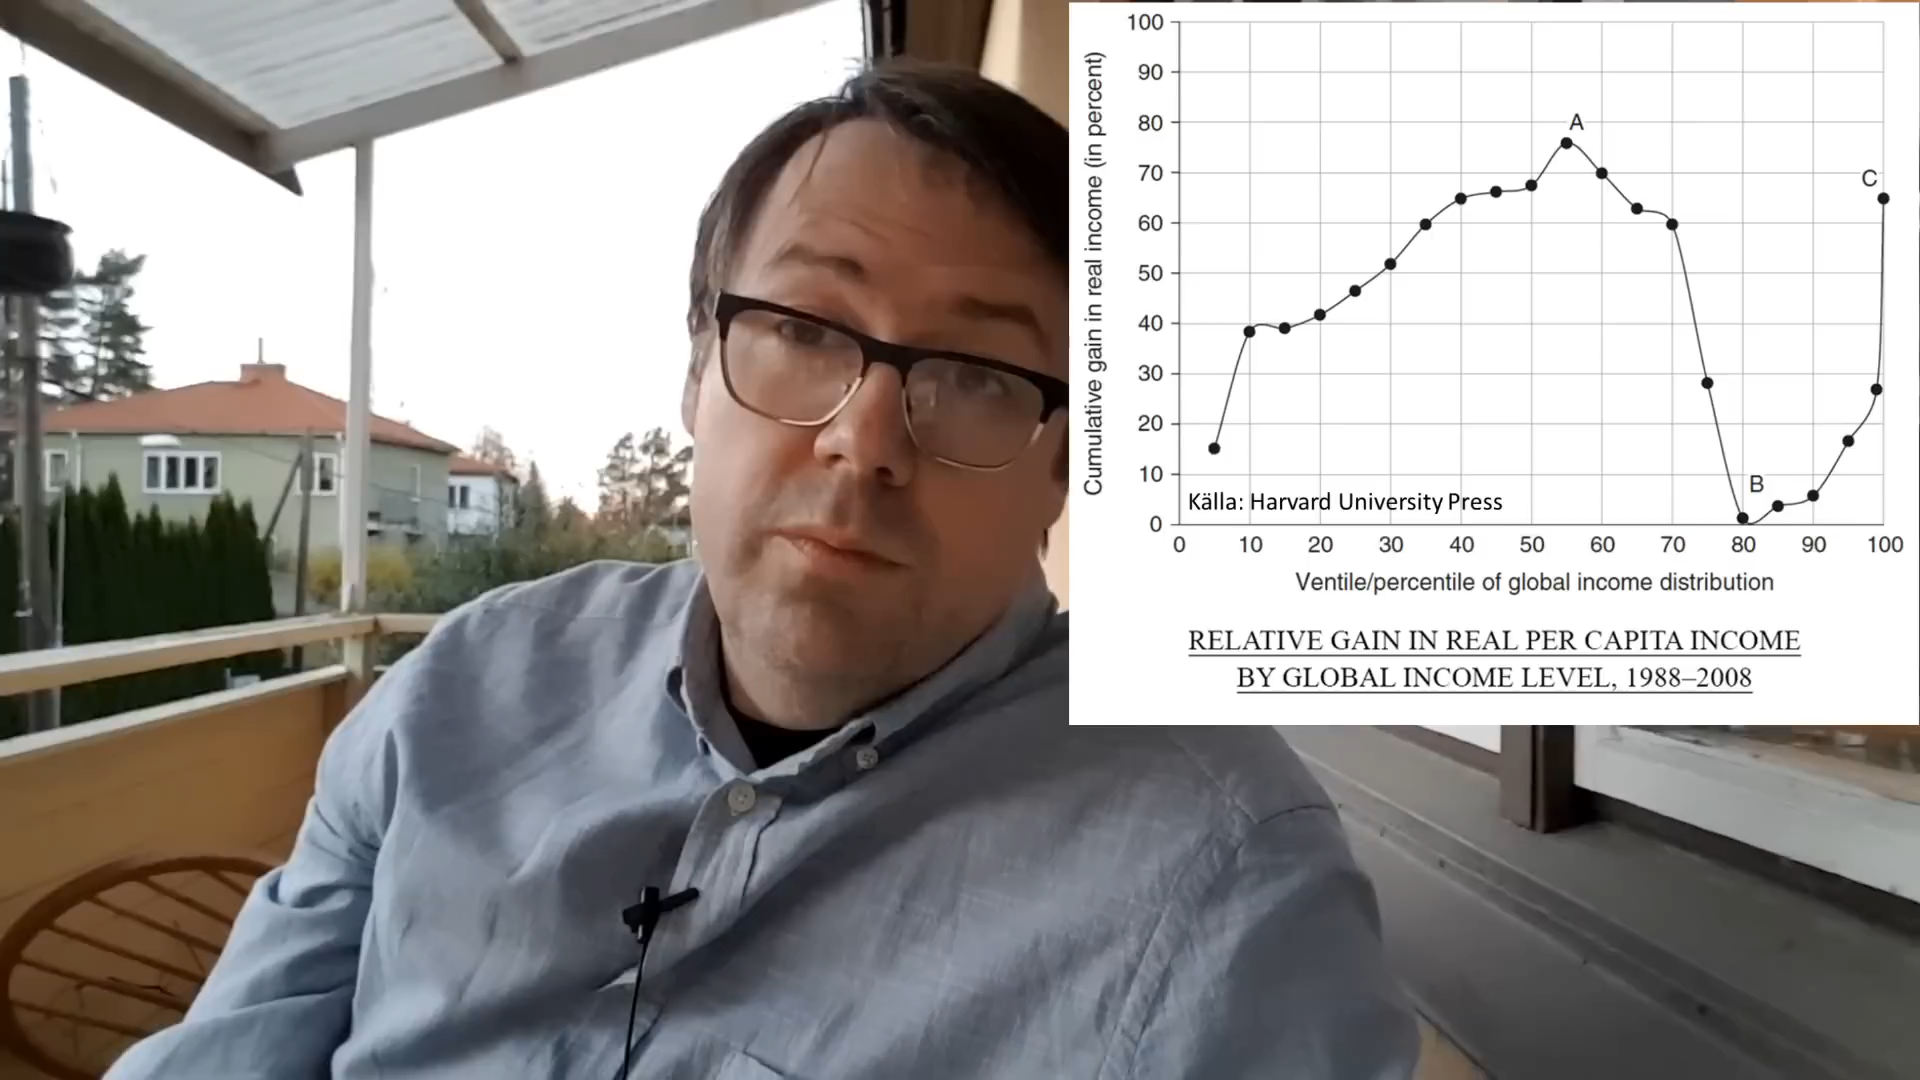 100
90
80
70
60
50
40
30
20
10
0
Cumulative gain in real income (in percent)
A
B
C
Källa: Harvard University Press
0 10 20 30 40 50 60 70 80 90 100
Ventile/percentile of global income distribution
RELATIVE GAIN IN REAL PER CAPITA INCOME
BY GLOBAL INCOME LEVEL, 1988–2008